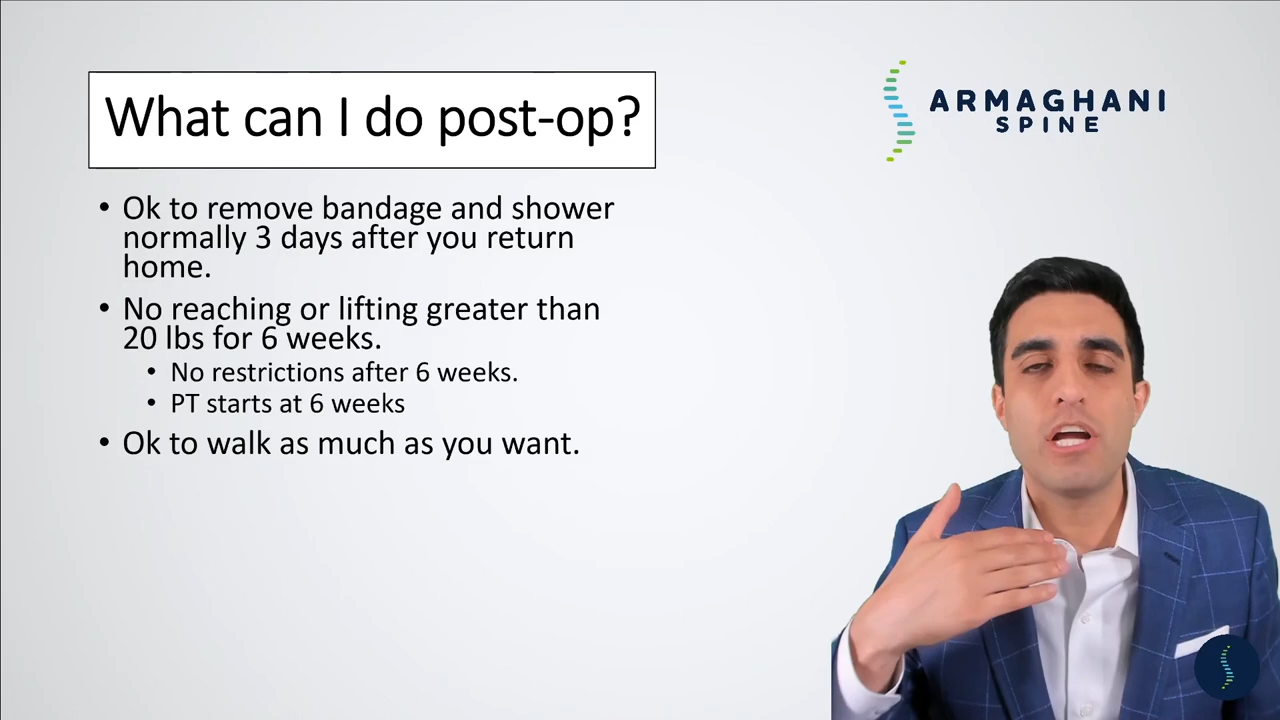 What can I do post-op?
ARMAGHANI
SPINE
• Ok to remove bandage and shower
normally 3 days after you return
home.
• No reaching or lifting greater than
20 lbs for 6 weeks.
• No restrictions after 6 weeks.
• PT starts at 6 weeks
• Ok to walk as much as you want.